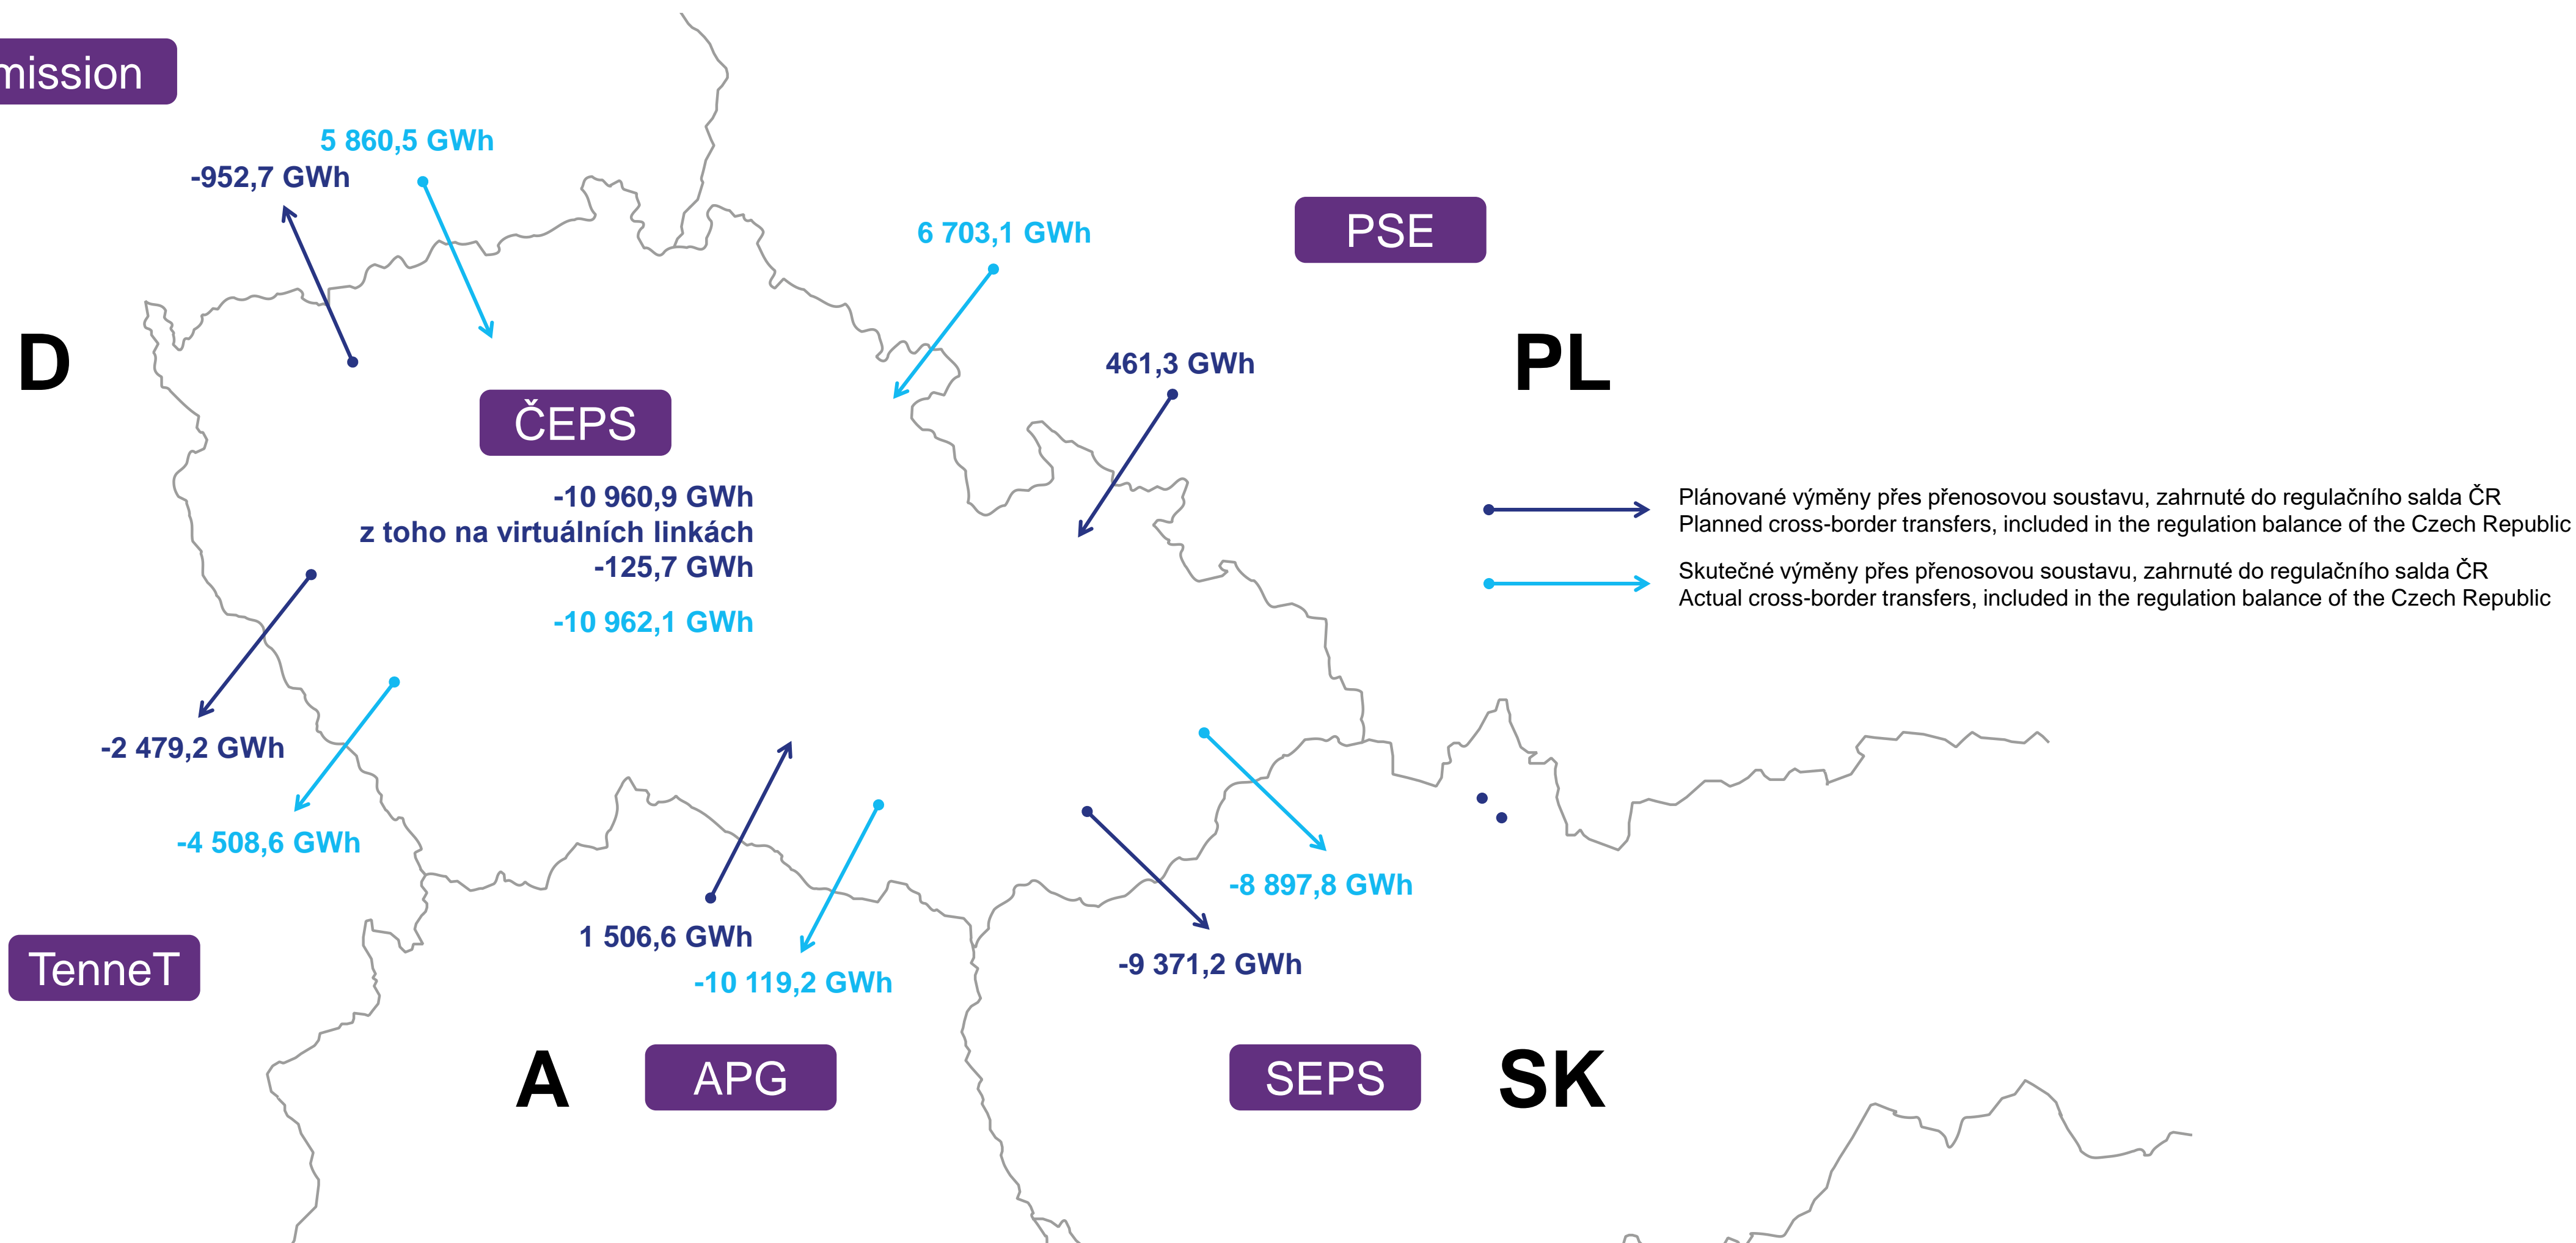 mission
5 860,5 GWh
-952,7 GWh
PSE
6 703,1 GWh
D
461,3 GWh
PL
ČEPS
-10 960,9 GWh
z toho na virtuálních linkách
-125,7 GWh
-10 962,1 GWh
Plánované výměny přes přenosovou soustavu, zahrnuté do regulačního salda ČR
Planned cross-border transfers, included in the regulation balance of the Czech Republic
Skutečné výměny přes přenosovou soustavu, zahrnuté do regulačního salda ČR
Actual cross-border transfers, included in the regulation balance of the Czech Republic
-2 479,2 GWh
-4 508,6 GWh
-8 897,8 GWh
1 506,6 GWh
-9 371,2 GWh
-10 119,2 GWh
TenneT
A
APG
SEPS
SK